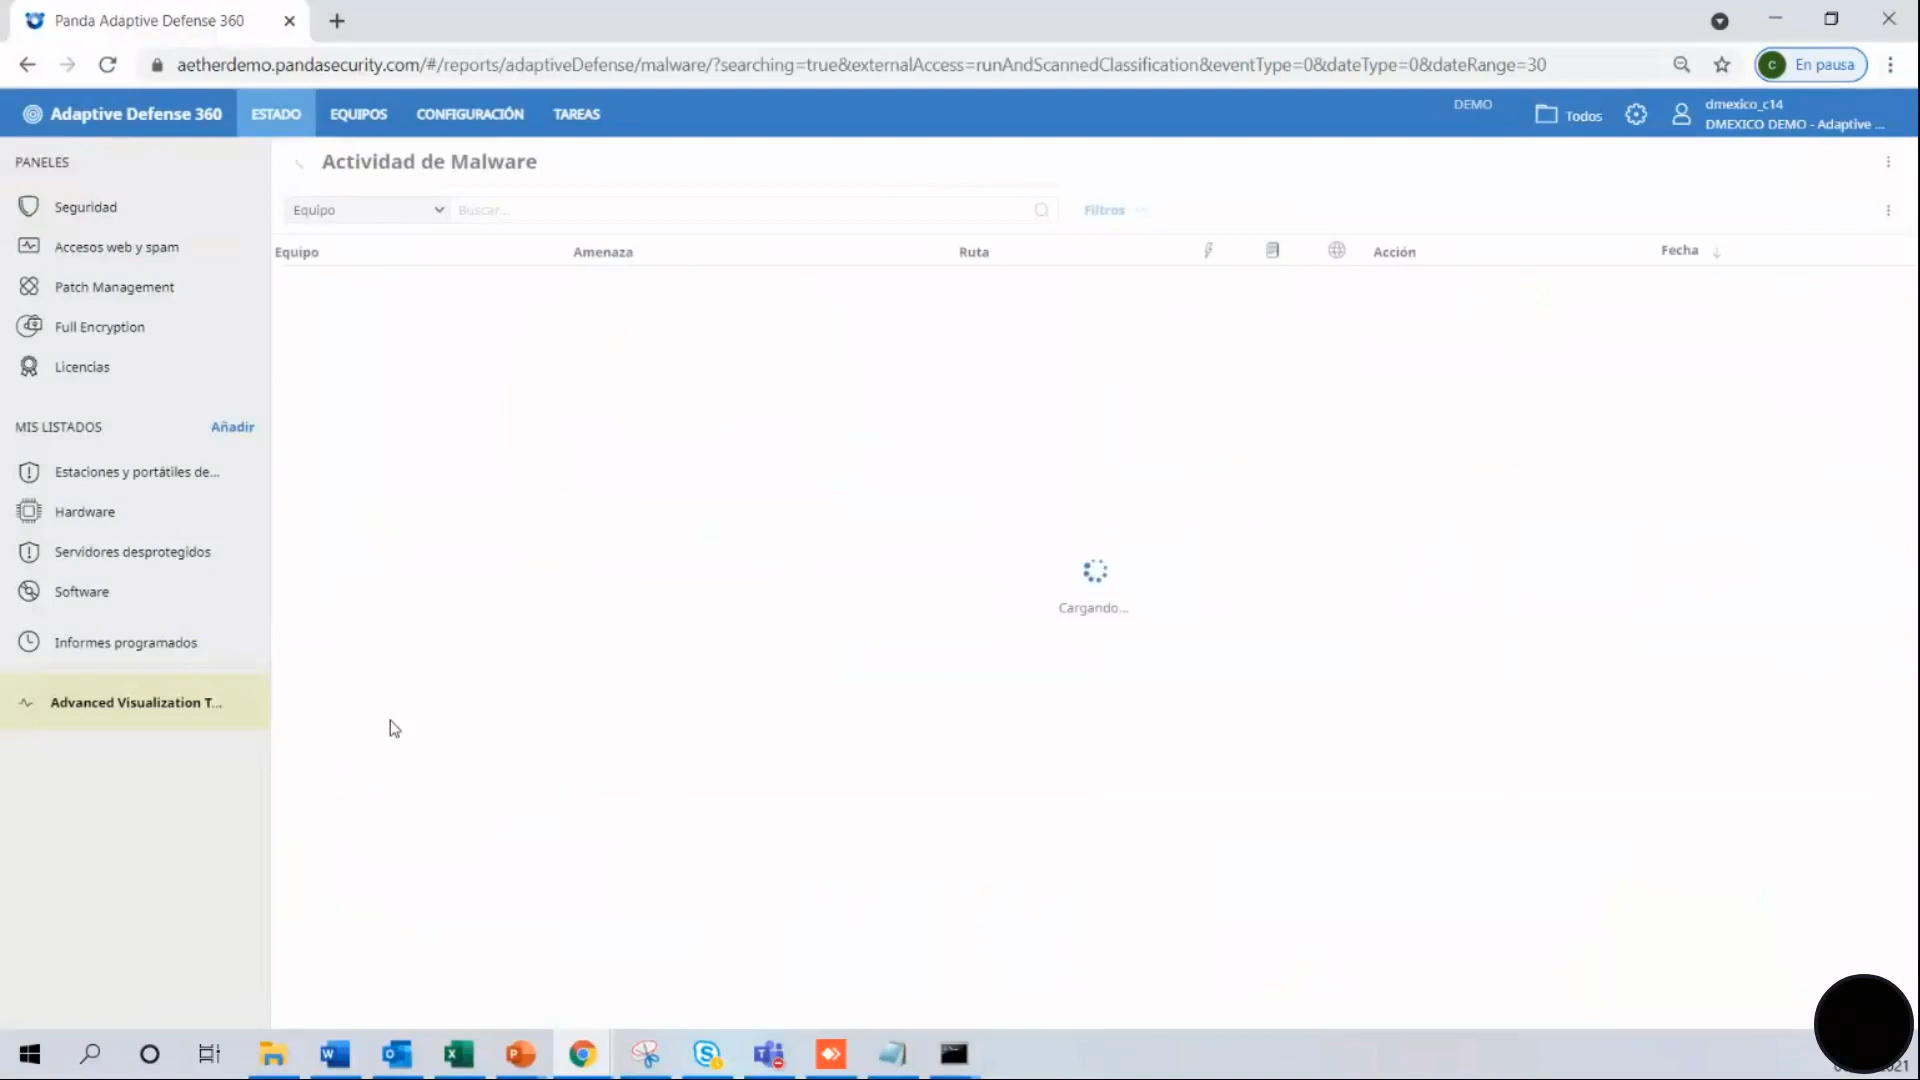 Panda Adaptive Defense 360
aetherdemo.pandasecurity.com/#/reports/adaptiveDefense/malware/?searching=true&externalAccess=runAndScannedClassification&eventType=0&dateType=0&dateRange=30
C
En pausa
Adaptive Defense 360
ESTADO
EQUIPOS
CONFIGURACIÓN
TAREAS
DEMO
Todos
dmexico_c14
DMEXICO DEMO - Adaptive ...
PANELES
Seguridad
Accesos web y spam
Patch Management
Full Encryption
Licencias
MIS LISTADOS
Añadir
Estaciones y portátiles de...
Hardware
Servidores desprotegidos
Software
Informes programados
Advanced Visualization T...
Actividad de Malware
Equipo
Buscar...
Filtros
Equipo
Amenaza
Ruta
Acción
Fecha
Cargando...